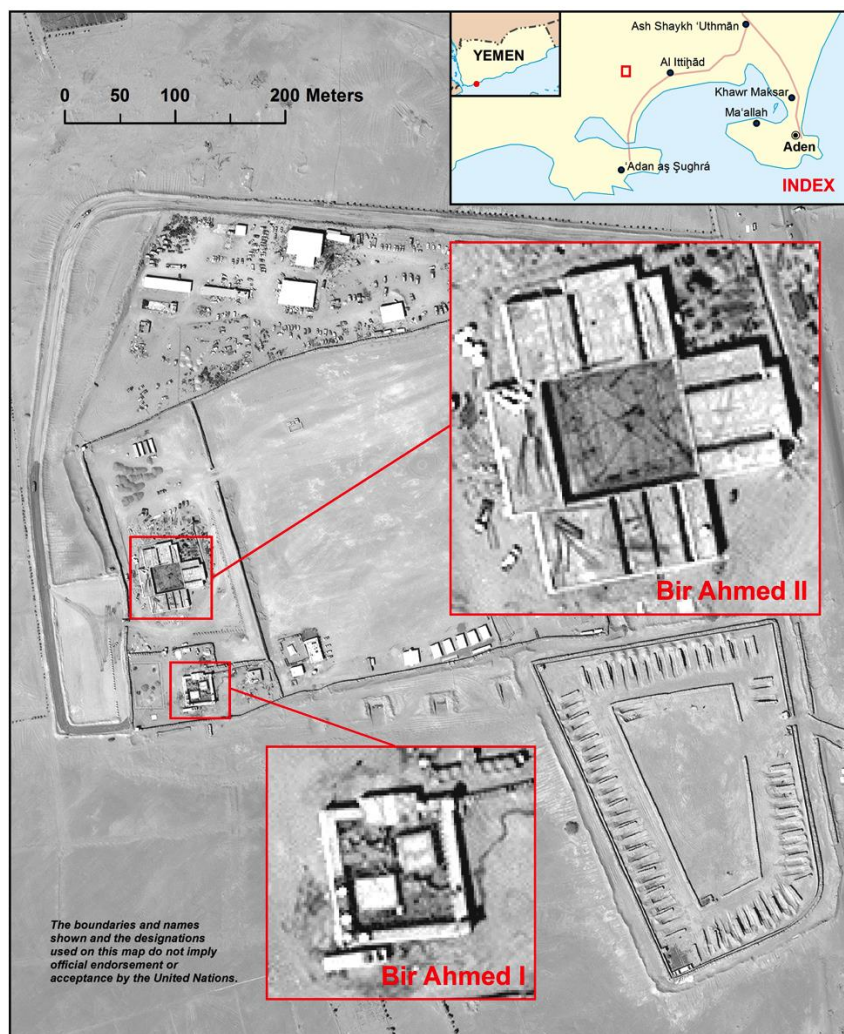 0 50 100 200 Meters
YEMEN
Ash Shaykh ‘Uthmān
Al Ittiḩād
Khawr Maksar
Ma‘allah
Aden
‘Adan aş Şughrá
INDEX
Bir Ahmed II
Bir Ahmed I
The boundaries and names
shown and the designations
used on this map do not imply
official endorsement or
acceptance by the United Nations.